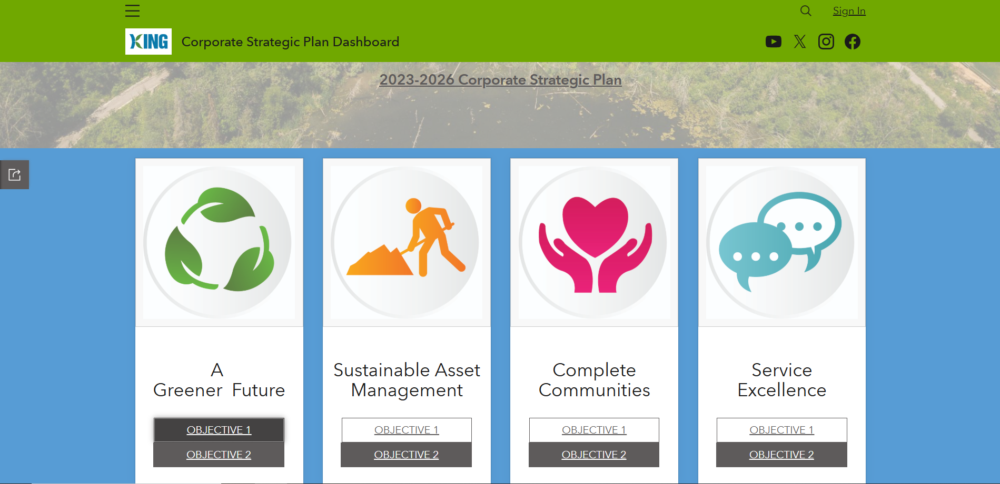 Sign In
KING
Corporate Strategic Plan Dashboard
2023-2026 Corporate Strategic Plan
A
Greener Future
OBJECTIVE 1
OBJECTIVE 2
Sustainable Asset
Management
OBJECTIVE 1
OBJECTIVE 2
Complete
Communities
OBJECTIVE 1
OBJECTIVE 2
Service
Excellence
OBJECTIVE 1
OBJECTIVE 2